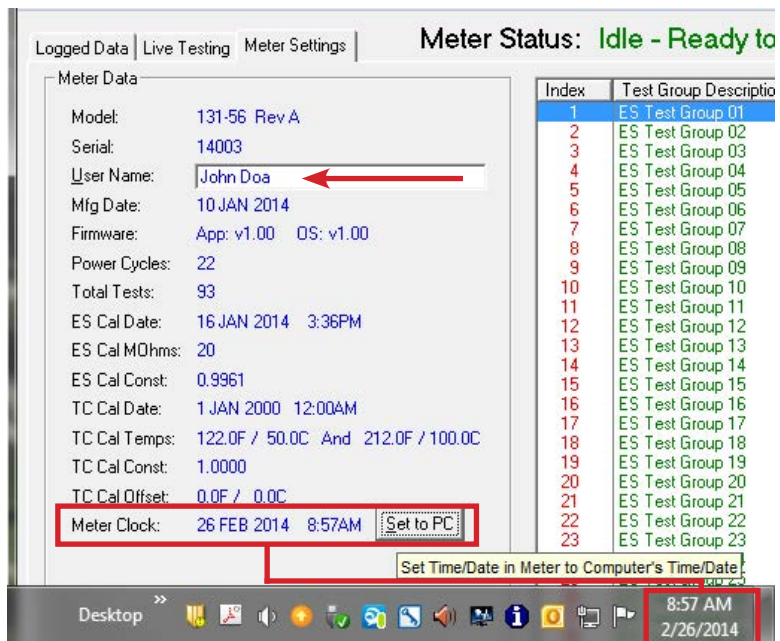 Logged Data Live Testing Meter Settings Meter Status: Idle - Ready to
Meter Data
Model: 131-56 Rev A
Serial: 14003
User Name: John Doa
Mfg Date: 10 JAN 2014
Firmware: App: v1.00 OS: v1.00
Power Cycles: 22
Total Tests: 93
ES Cal Date: 16 JAN 2014 3:36PM
ES Cal MOhms: 20
ES Cal Const: 0.9961
TC Cal Date: 1 JAN 2000 12:00AM
TC Cal Temps: 122.0F / 50.0C And 212.0F / 100.0C
TC Cal Const: 1.0000
TC Cal Offset: 0.0F / 0.0C
Meter Clock: 26 FEB 2014 8:57AM Set to PC
Index Test Group Descriptio
1 ES Test Group 01
2 ES Test Group 02
3 ES Test Group 03
4 ES Test Group 04
5 ES Test Group 05
6 ES Test Group 06
7 ES Test Group 07
8 ES Test Group 08
9 ES Test Group 09
10 ES Test Group 10
11 ES Test Group 11
12 ES Test Group 12
13 ES Test Group 13
14 ES Test Group 14
15 ES Test Group 15
16 ES Test Group 16
17 ES Test Group 17
18 ES Test Group 18
19 ES Test Group 19
20 ES Test Group 20
21 ES Test Group 21
22 ES Test Group 22
23 ES Test Group 23
Set Time/Date in Meter to Computer's Time/Date
Desktop » 8:57 AM
2/26/2014